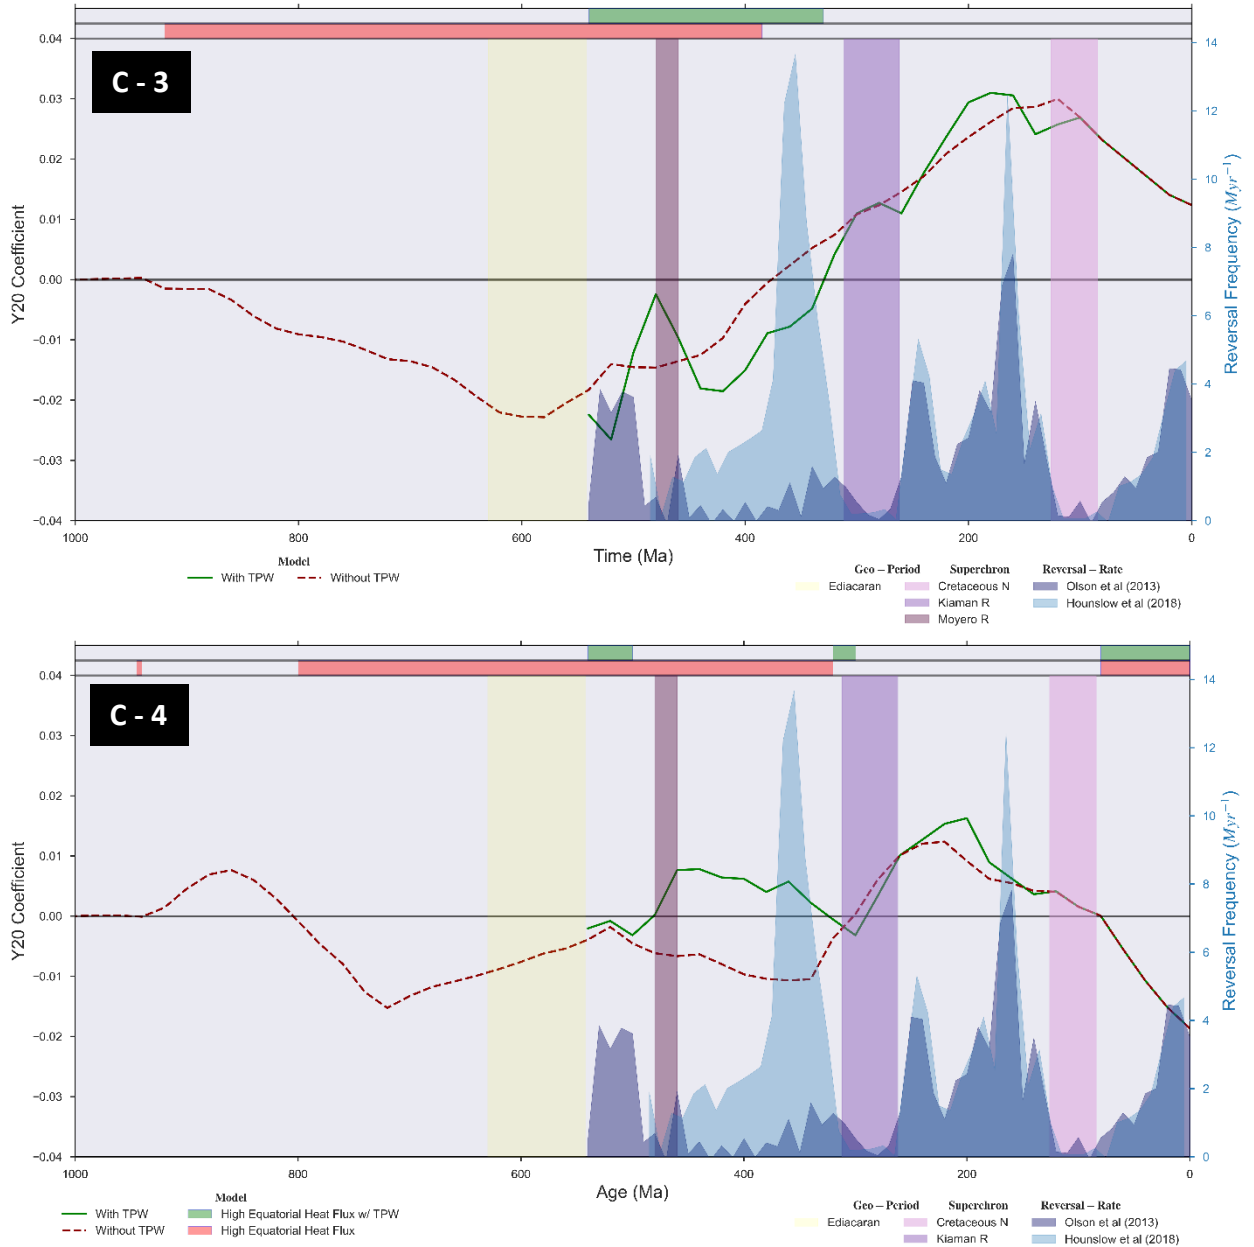 C - 3
0.04
0.03
0.02
0.01
0.00
−0.01
−0.02
−0.03
−0.04
Y20 Coefficient
14
12
10
8
6
4
2
0
Reversal Frequency (Myr⁻¹)
1000 800 600 400 200 0
Time (Ma)
Model
With TPW Without TPW
Geo – Period Superchron Reversal – Rate
Ediacaran Cretaceous N Olson et al (2013)
Kiaman R Hounslow et al (2018)
Moyero R
C - 4
0.04
0.03
0.02
0.01
0.00
−0.01
−0.02
−0.03
−0.04
Y20 Coefficient
14
12
10
8
6
4
2
0
Reversal Frequency (Myr⁻¹)
1000 800 600 400 200 0
Age (Ma)
Model
With TPW High Equatorial Heat Flux w/ TPW
Without TPW High Equatorial Heat Flux
Geo – Period Superchron Reversal – Rate
Ediacaran Cretaceous N Olson et al (2013)
Kiaman R Hounslow et al (2018)